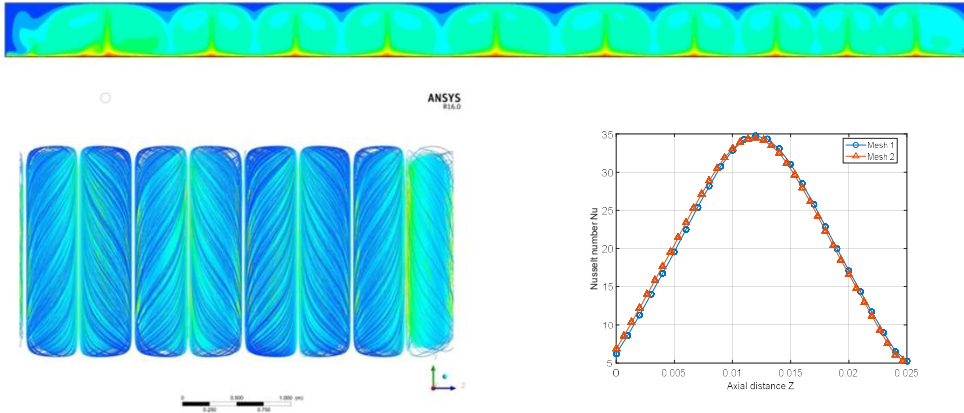 ANSYS
R16.0
0 0.500 1.000 (m)
0.250 0.750
Z
Nusselt number Nu
35
30
25
20
15
10
5
Mesh 1
Mesh 2
0 0.005 0.01 0.015 0.02 0.025
Axial distance Z